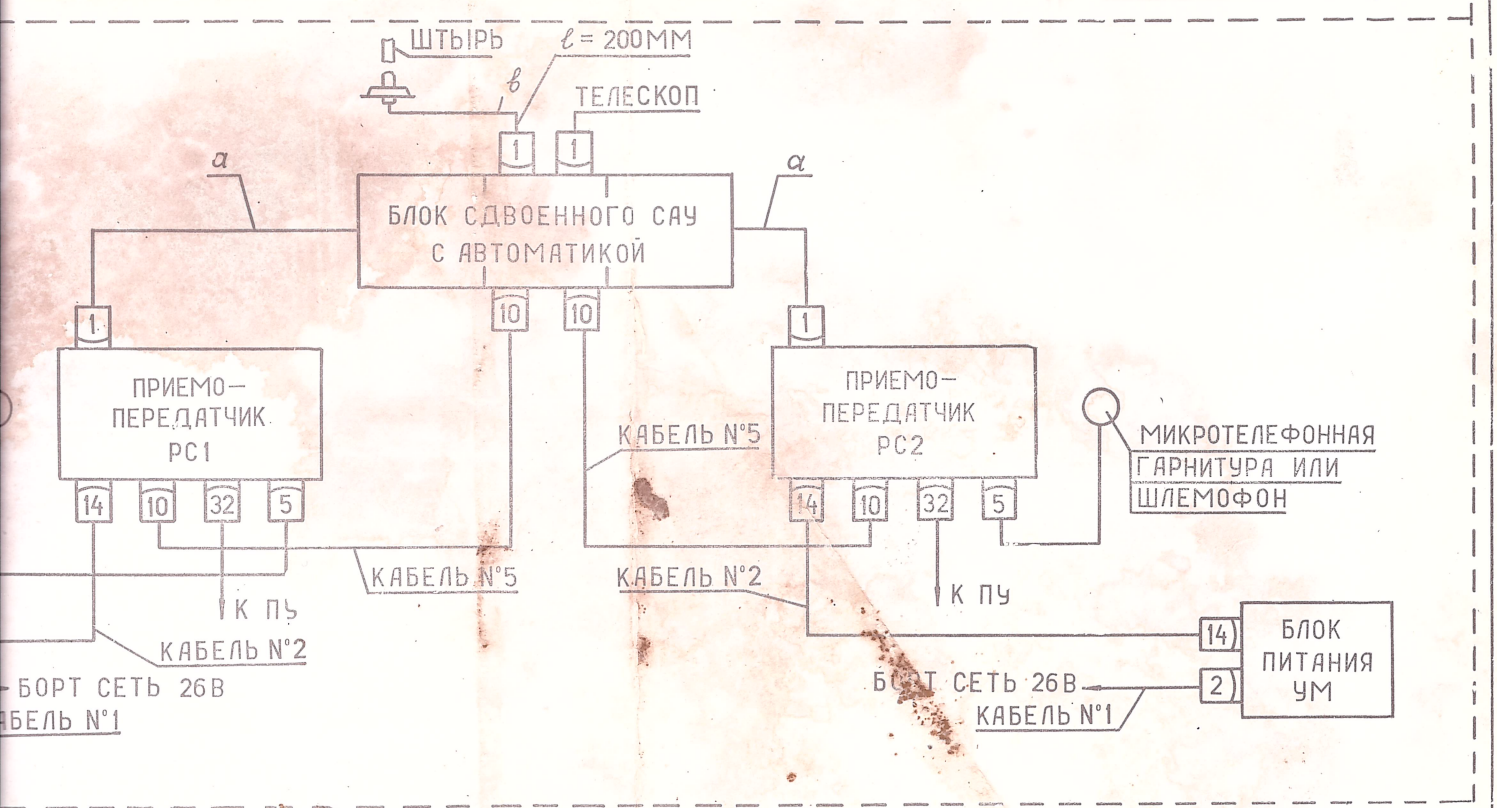 ШТЫРЬ
ℓ= 200ММ
в
ТЕЛЕСКОП
1
1
а
а
БЛОК СДВОЕННОГО САУ
С АВТОМАТИКОЙ
10
10
1
1
ПРИЕМО—
ПЕРЕДАТЧИК
РС1
ПРИЕМО—
ПЕРЕДАТЧИК
РС2
КАБЕЛЬ №5
МИКРОТЕЛЕФОННАЯ
ГАРНИТУРА ИЛИ
ШЛЕМОФОН
14
10
32
5
14
10
32
5
КАБЕЛЬ №5
КАБЕЛЬ №2
К ПУ
К ПУ
КАБЕЛЬ №2
14
БЛОК
ПИТАНИЯ
УМ
2
БОРТ СЕТЬ 26В
АБЕЛЬ №1
БОРТ СЕТЬ 26В
КАБЕЛЬ №1